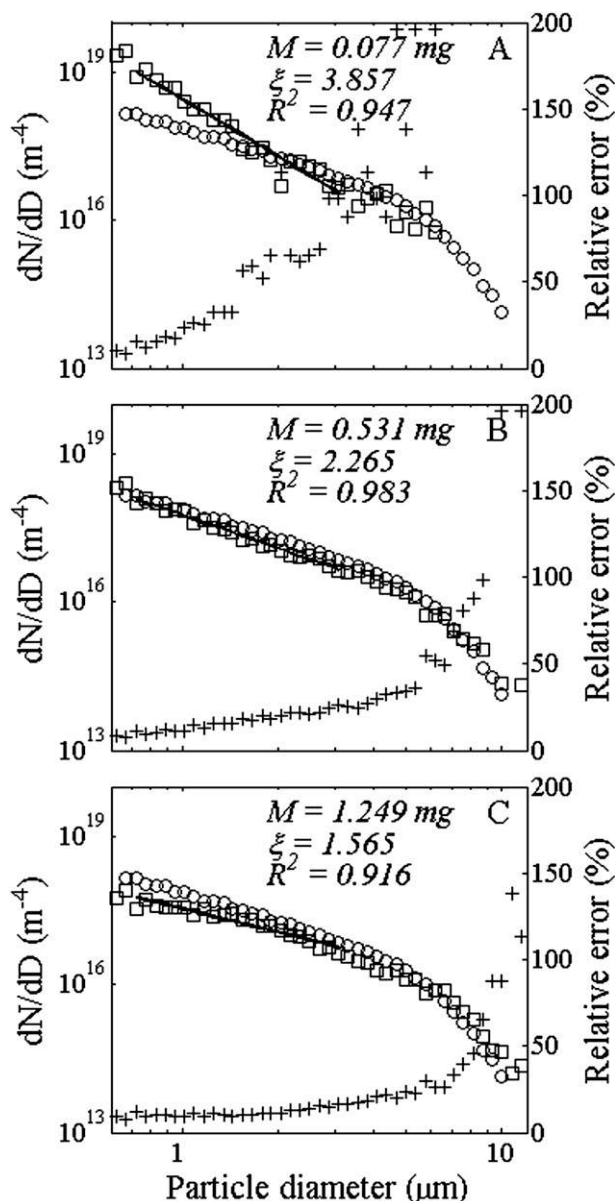 A
M = 0.077 mg
ξ = 3.857
R² = 0.947
dN/dD (m⁻⁴)
10¹⁹
10¹⁶
10¹³
200
150
100
50
0
Relative error (%)
B
M = 0.531 mg
ξ = 2.265
R² = 0.983
dN/dD (m⁻⁴)
10¹⁹
10¹⁶
10¹³
200
150
100
50
0
Relative error (%)
C
M = 1.249 mg
ξ = 1.565
R² = 0.916
dN/dD (m⁻⁴)
10¹⁹
10¹⁶
10¹³
200
150
100
50
0
Relative error (%)
1 10
Particle diameter (μm)